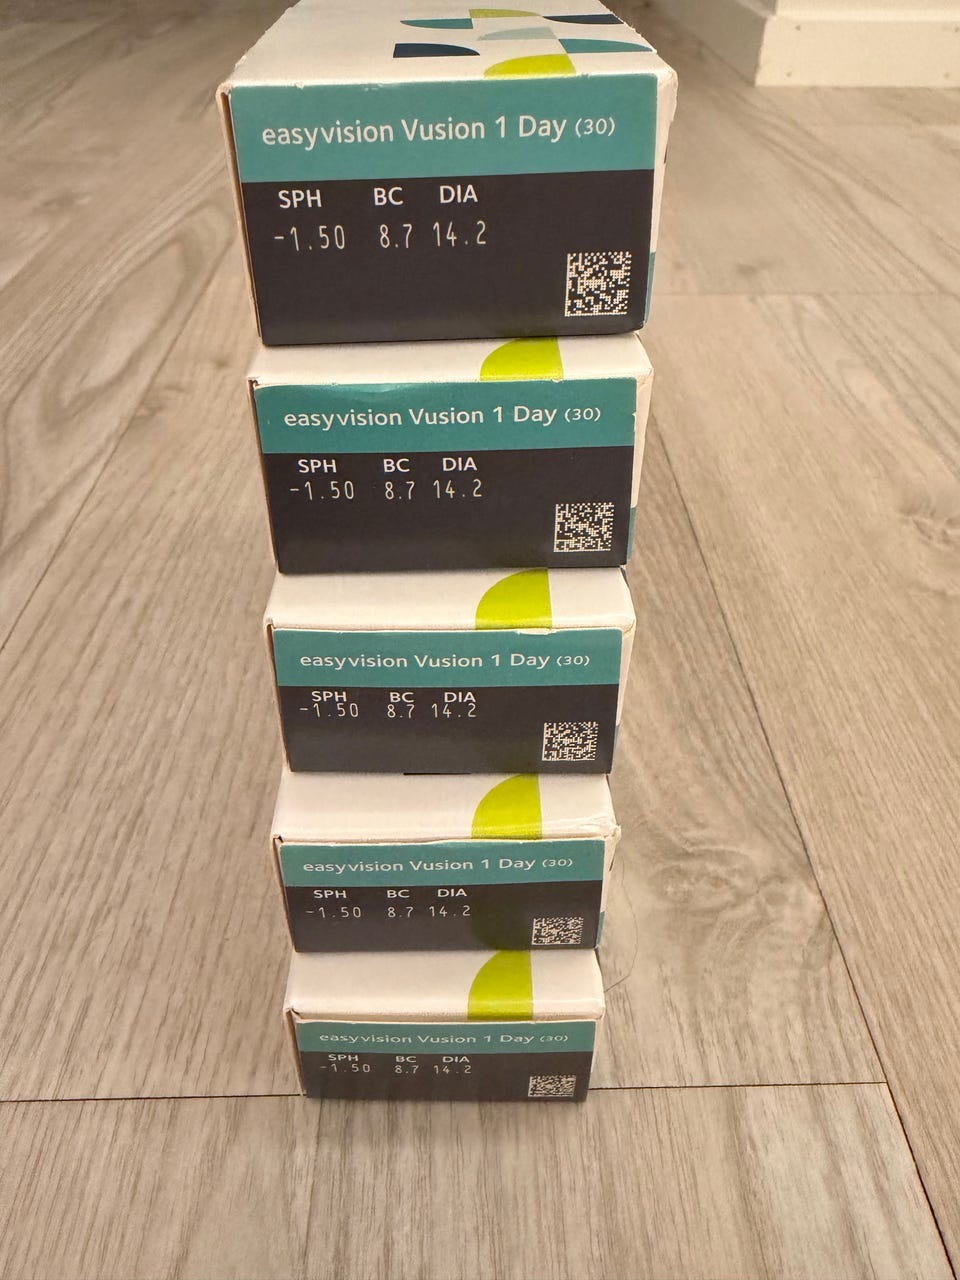 easyvision Vusion 1 Day (30)
SPH BC DIA
-1.50 8.7 14.2
easyvision Vusion 1 Day (30)
SPH BC DIA
-1.50 8.7 14.2
easyvision Vusion 1 Day (30)
SPH BC DIA
-1.50 8.7 14.2
easyvision Vusion 1 Day (30)
SPH BC DIA
-1.50 8.7 14.2
easyvision Vusion 1 Day (30)
SPH BC DIA
-1.50 8.7 14.2